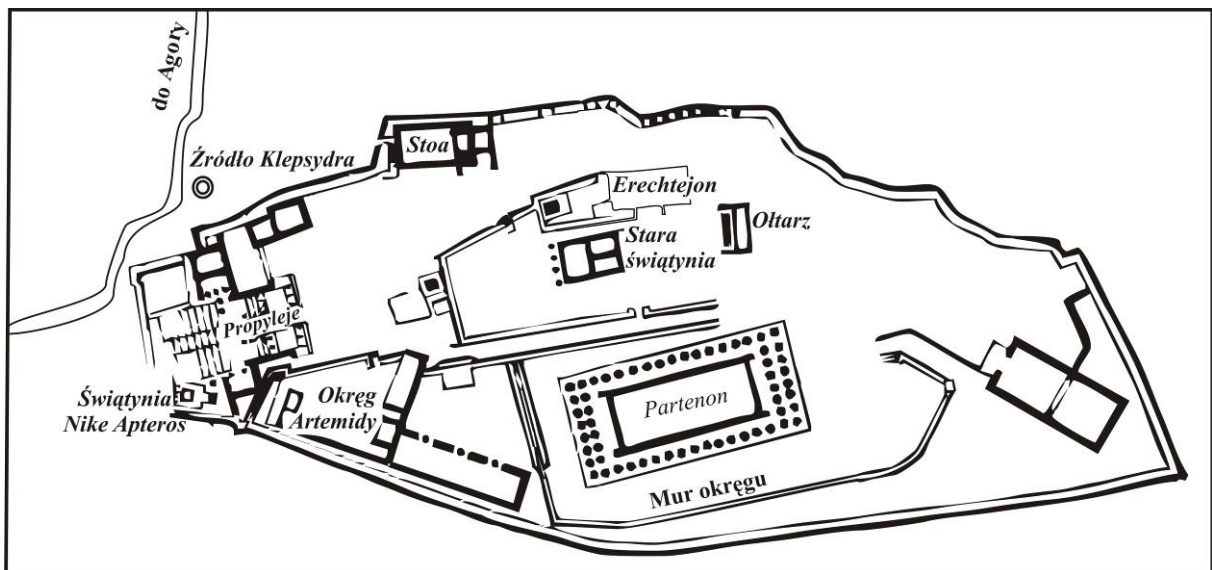 do Agory
Źródło Klepsydra
Stoa
Erechtejon
Stara
świątynia
Ołtarz
Propyleje
Świątynia
Nike Apteros
Okręg
Artemidy
Partenon
Mur okręgu